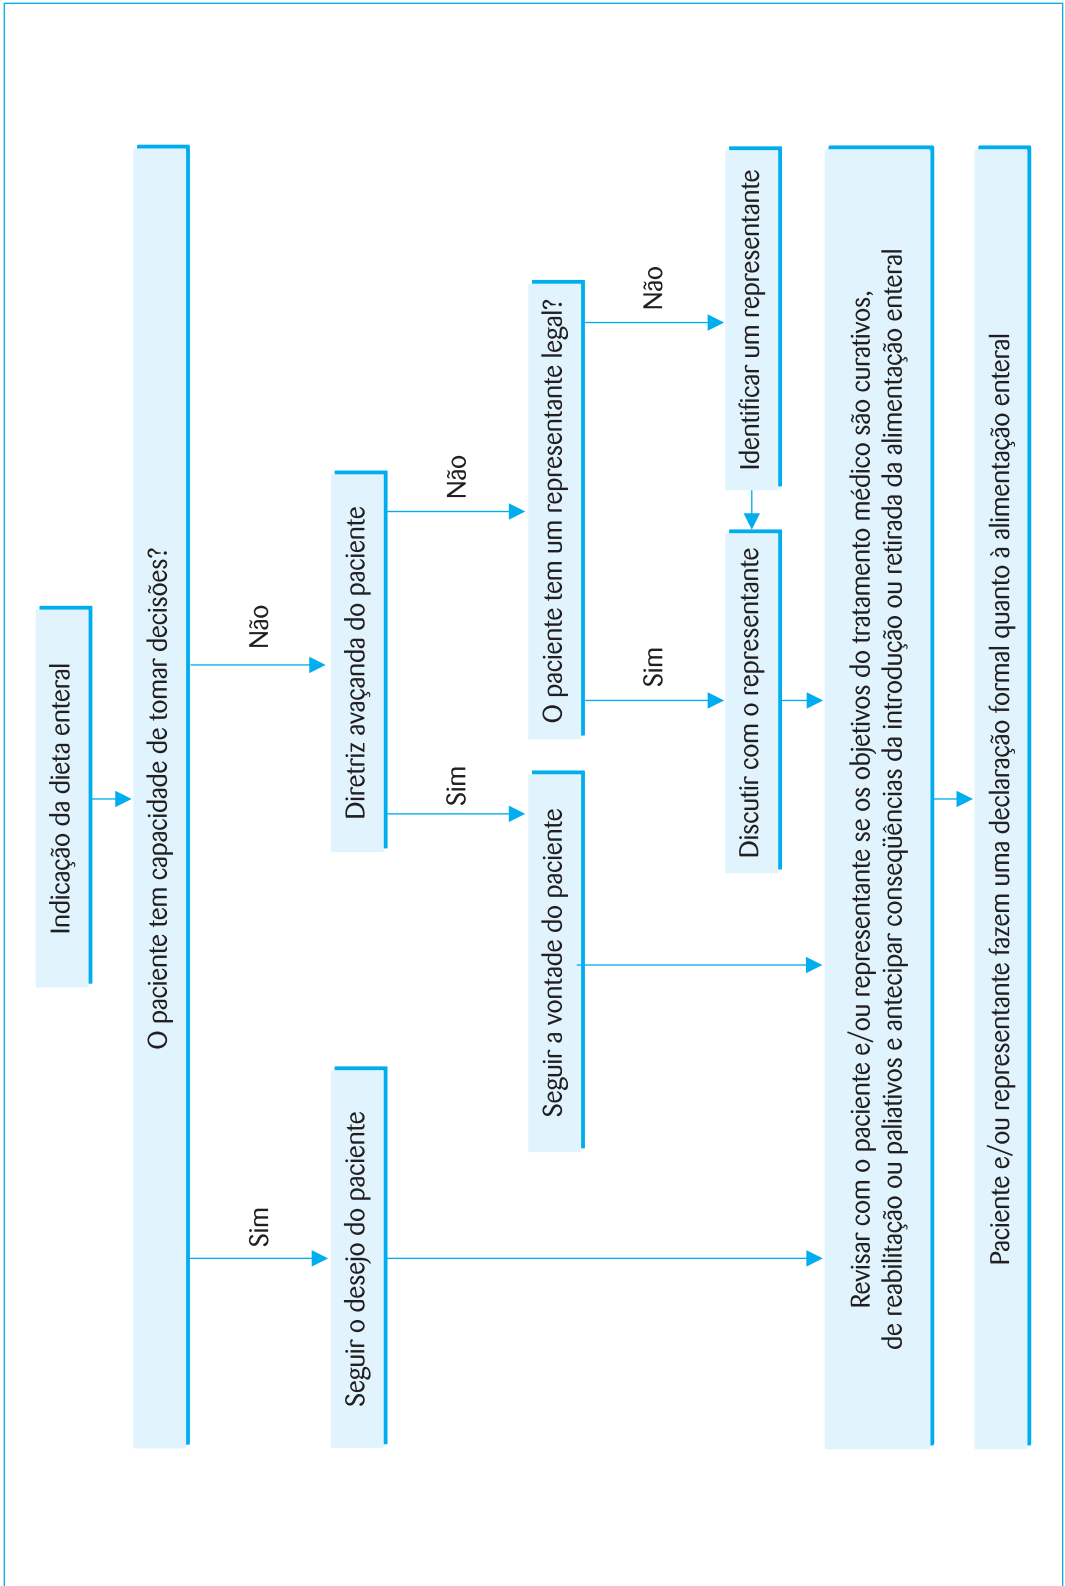 Indicação da dieta enteral
O paciente tem capacidade de tomar decisões?
Sim
Não
Seguir o desejo do paciente
Diretriz avaçanda do paciente
Sim
Não
Seguir a vontade do paciente
O paciente tem um representante legal?
Sim
Não
Discutir com o representante
Identificar um representante
Revisar com o paciente e/ou representante se os objetivos do tratamento médico são curativos,
de reabilitação ou paliativos e antecipar conseqüências da introdução ou retirada da alimentação enteral
Paciente e/ou representante fazem uma declaração formal quanto à alimentação enteral